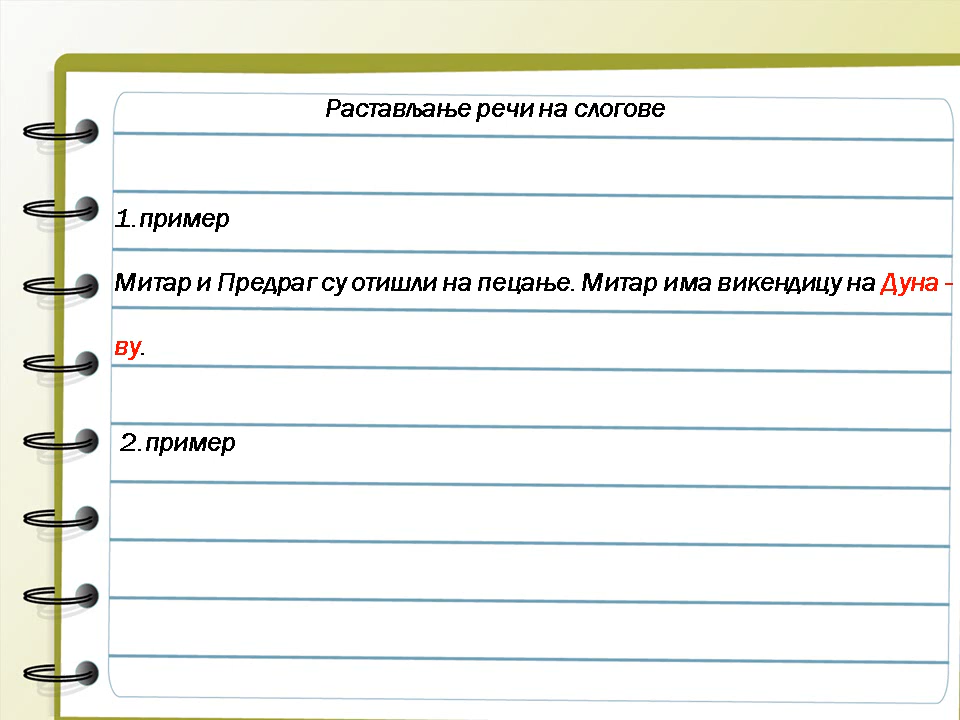 Растављање речи на слогове
1.пример
Митар и Предраг су отишли на пецање. Митар има викендицу на Дуна -
ву.
2.пример